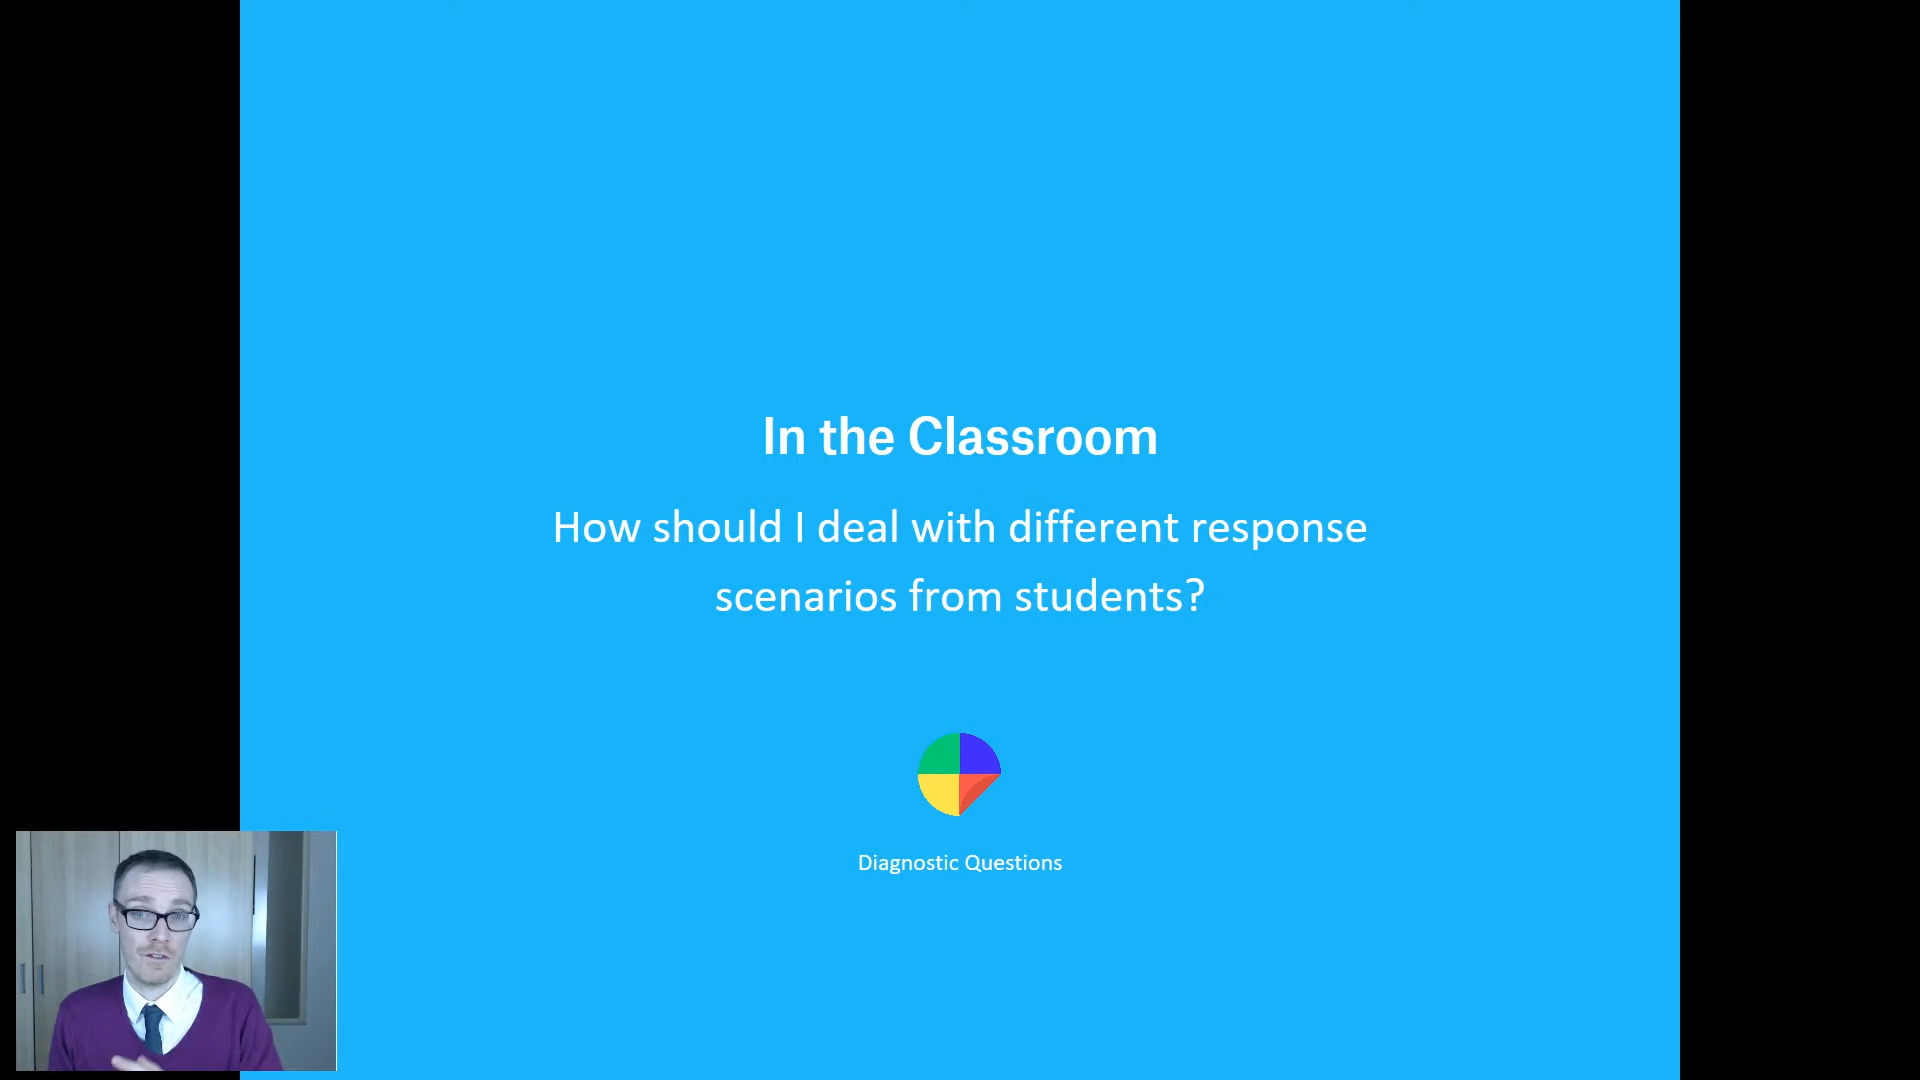 In the Classroom
How should I deal with different response
scenarios from students?
Diagnostic Questions